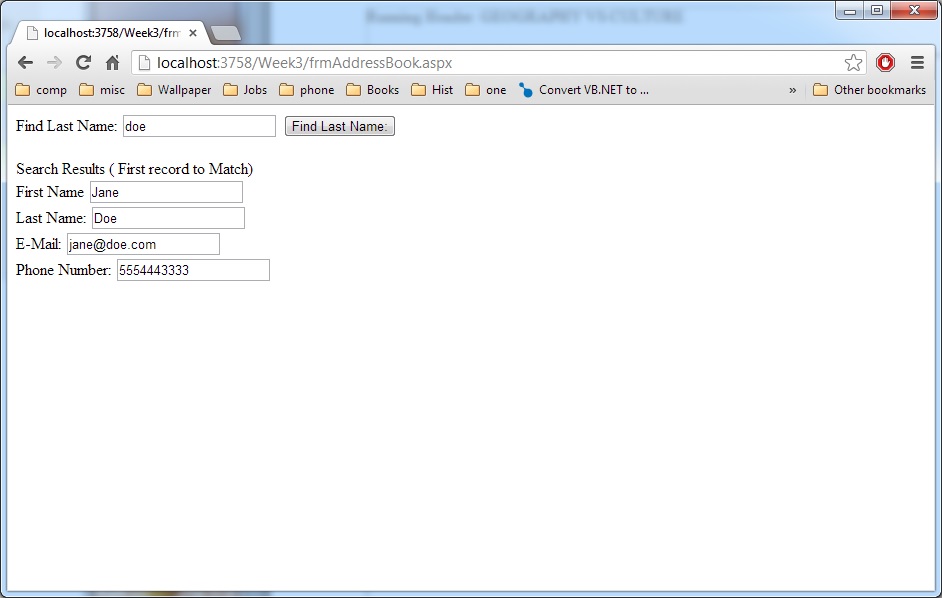 Running Header: GEOGRAPHY VS CULTURE
localhost:3758/Week3/frm
localhost:3758/Week3/frmAddressBook.aspx
comp misc Wallpaper Jobs phone Books Hist one Convert VB.NET to ... » Other bookmarks
Find Last Name: doe Find Last Name:
Search Results ( First record to Match)
First Name Jane
Last Name: Doe
E-Mail: jane@doe.com
Phone Number: 5554443333